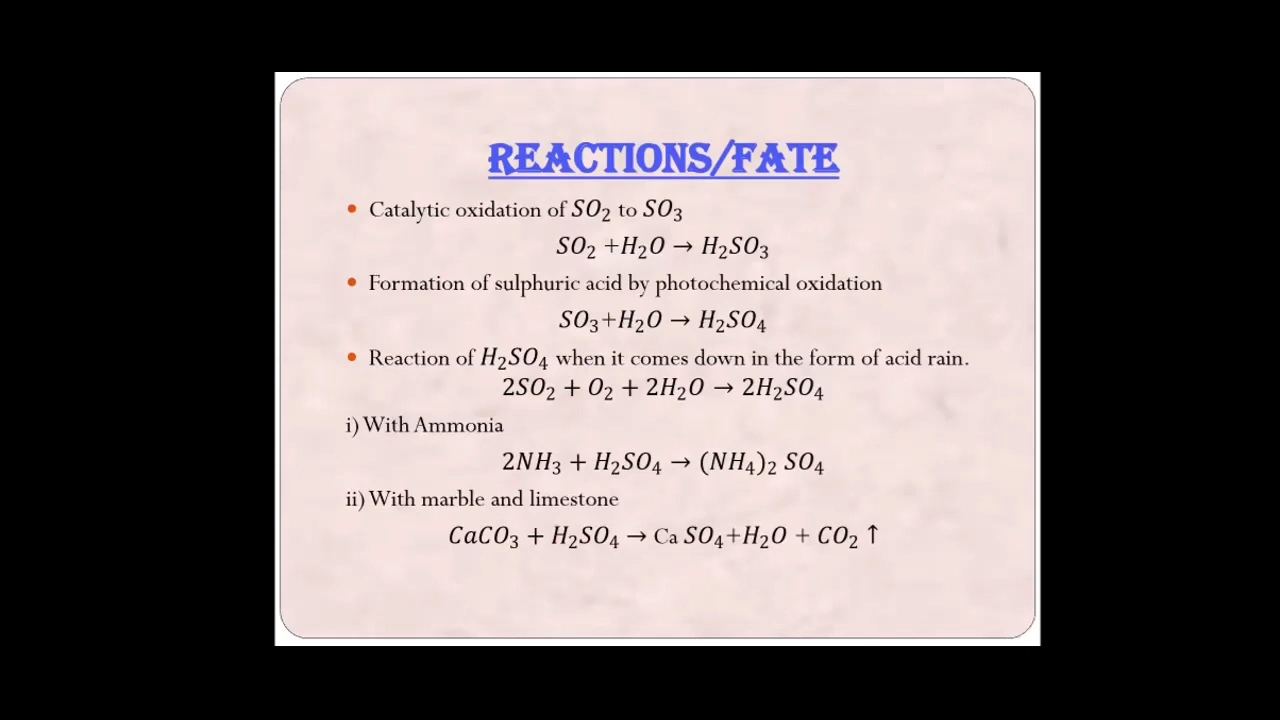 REACTIONS/FATE
• Catalytic oxidation of SO₂ to SO₃
SO₂ +H₂O → H₂SO₃
• Formation of sulphuric acid by photochemical oxidation
SO₃+H₂O → H₂SO₄
• Reaction of H₂SO₄ when it comes down in the form of acid rain.
2SO₂ + O₂ + 2H₂O → 2H₂SO₄
i) With Ammonia
2NH₃ + H₂SO₄ → (NH₄)₂ SO₄
ii) With marble and limestone
CaCO₃ + H₂SO₄ → Ca SO₄+H₂O + CO₂ ↑